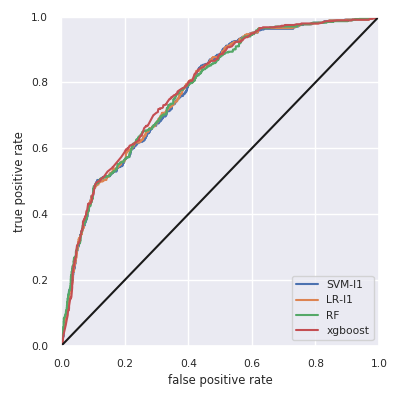 1.0
0.8
0.6
0.4
0.2
0.0
true positive rate
0.0 0.2 0.4 0.6 0.8 1.0
false positive rate
SVM-l1
LR-l1
RF
xgboost